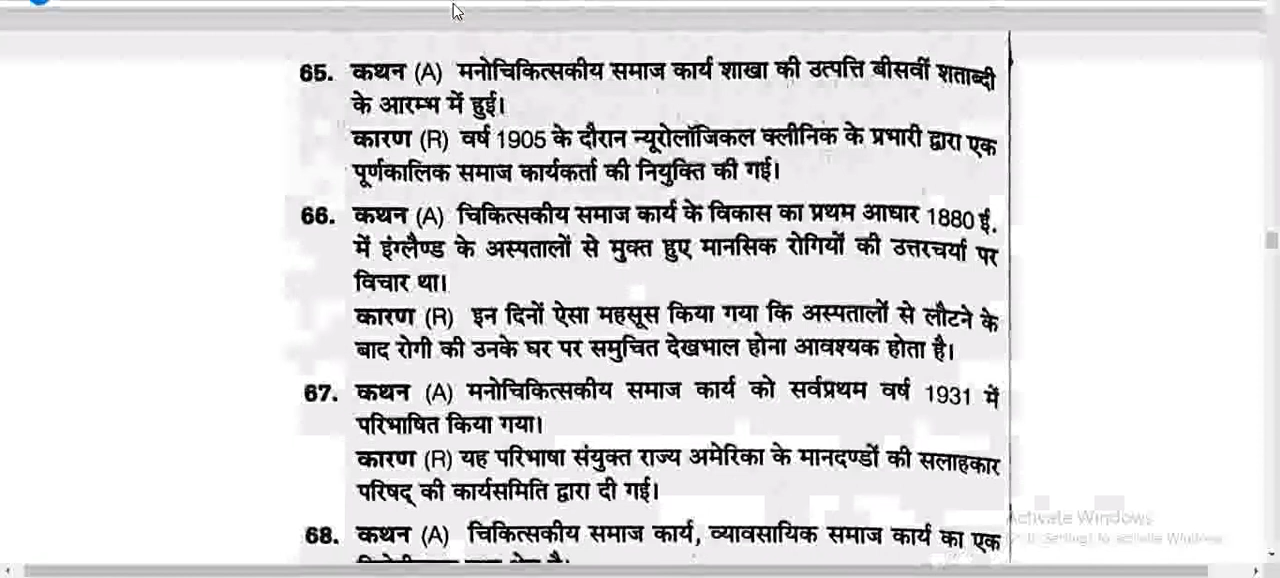 65. कथन (A) मनोचिकित्सकीय समाज कार्य शाखा की उत्पत्ति बीसवीं शताब्दी
के आरम्भ में हुई।
कारण (R) वर्ष 1905 के दौरान न्यूरोलॉजिकल क्लीनिक के प्रभारी द्वारा एक
पूर्णकालिक समाज कार्यकर्ता की नियुक्ति की गई।
66. कथन (A) चिकित्सकीय समाज कार्य के विकास का प्रथम आधार 1880 ई.
में इंग्लैण्ड के अस्पतालों से मुक्त हुए मानसिक रोगियों की उत्तरचर्या पर
विचार था।
कारण (R) इन दिनों ऐसा महसूस किया गया कि अस्पतालों से लौटने के
बाद रोगी की उनके घर पर समुचित देखभाल होना आवश्यक होता है।
67. कथन (A) मनोचिकित्सकीय समाज कार्य को सर्वप्रथम वर्ष 1931 में
परिभाषित किया गया।
कारण (R) यह परिभाषा संयुक्त राज्य अमेरिका के मानदण्डों की सलाहकार
परिषद् की कार्यसमिति द्वारा दी गई।
68. कथन (A) चिकित्सकीय समाज कार्य, व्यावसायिक समाज कार्य का एक
Activate Windows
Settings to activate Windows